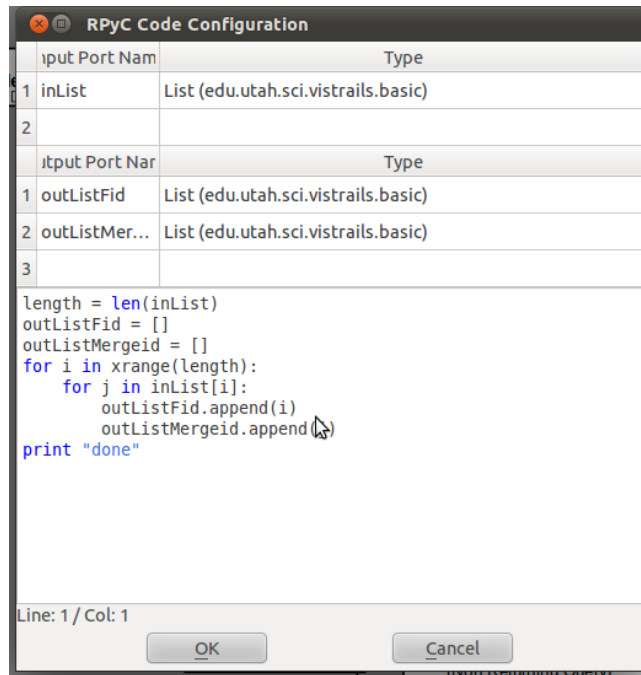 RPyC Code Configuration
nput Port Nam Type
1 inList List (edu.utah.sci.vistrails.basic)
2
utput Port Nar Type
1 outListFid List (edu.utah.sci.vistrails.basic)
2 outListMer... List (edu.utah.sci.vistrails.basic)
3
length = len(inList)
outListFid = []
outListMergeid = []
for i in xrange(length):
    for j in inList[i]:
        outListFid.append(i)
        outListMergeid.append( )
print "done"
Line: 1 / Col: 1
OK Cancel